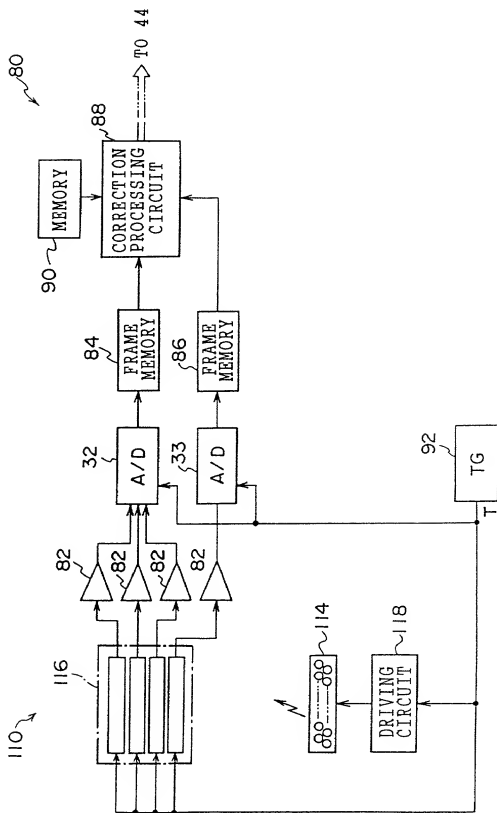 110
80
116
82
82
82
82
32
A/D
33
A/D
84
FRAME MEMORY
86
FRAME MEMORY
90
MEMORY
88
CORRECTION
PROCESSING
CIRCUIT
TO 44
114
118
DRIVING
CIRCUIT
92
TG
T